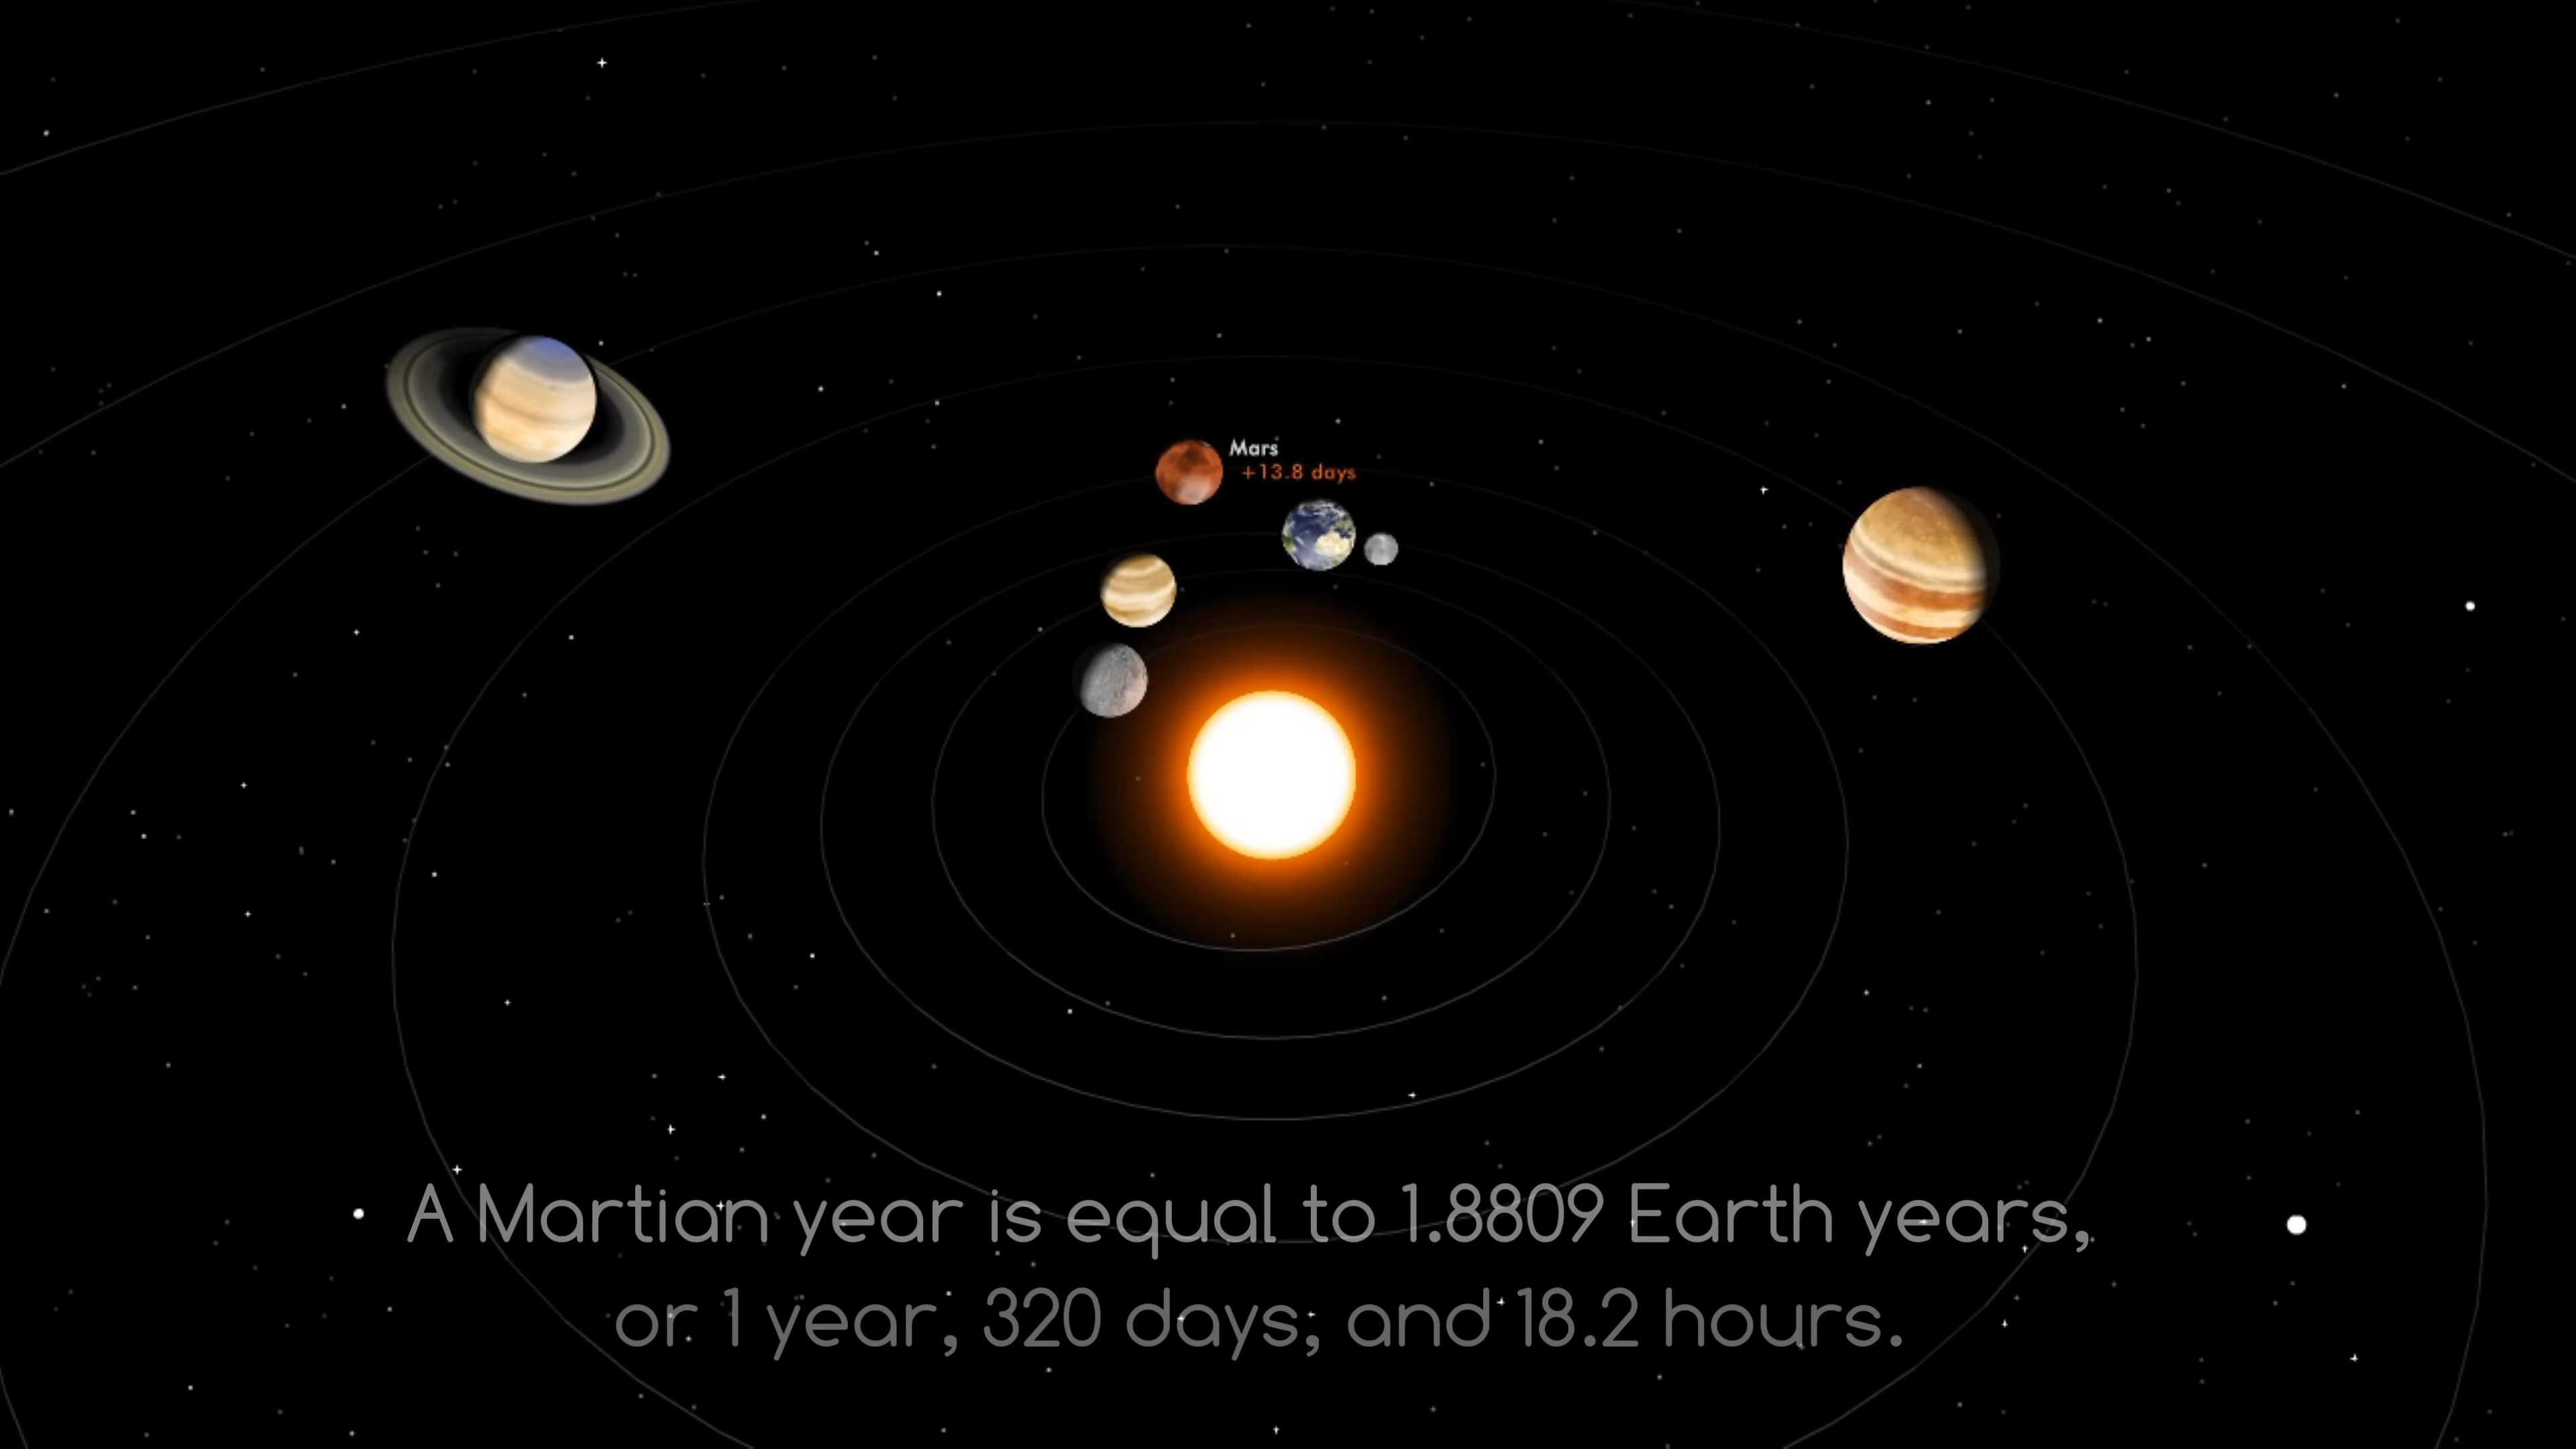 Mars
+13.8 days
A Martian year is equal to 1.8809 Earth years,
or 1 year, 320 days, and 18.2 hours.